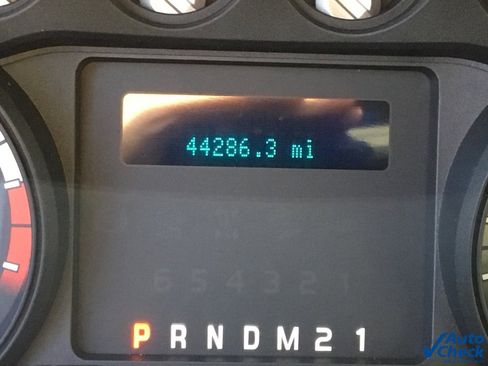 44286.3 mi
6 5 4 3 2 1
P R N D M 2 1
Auto
Check